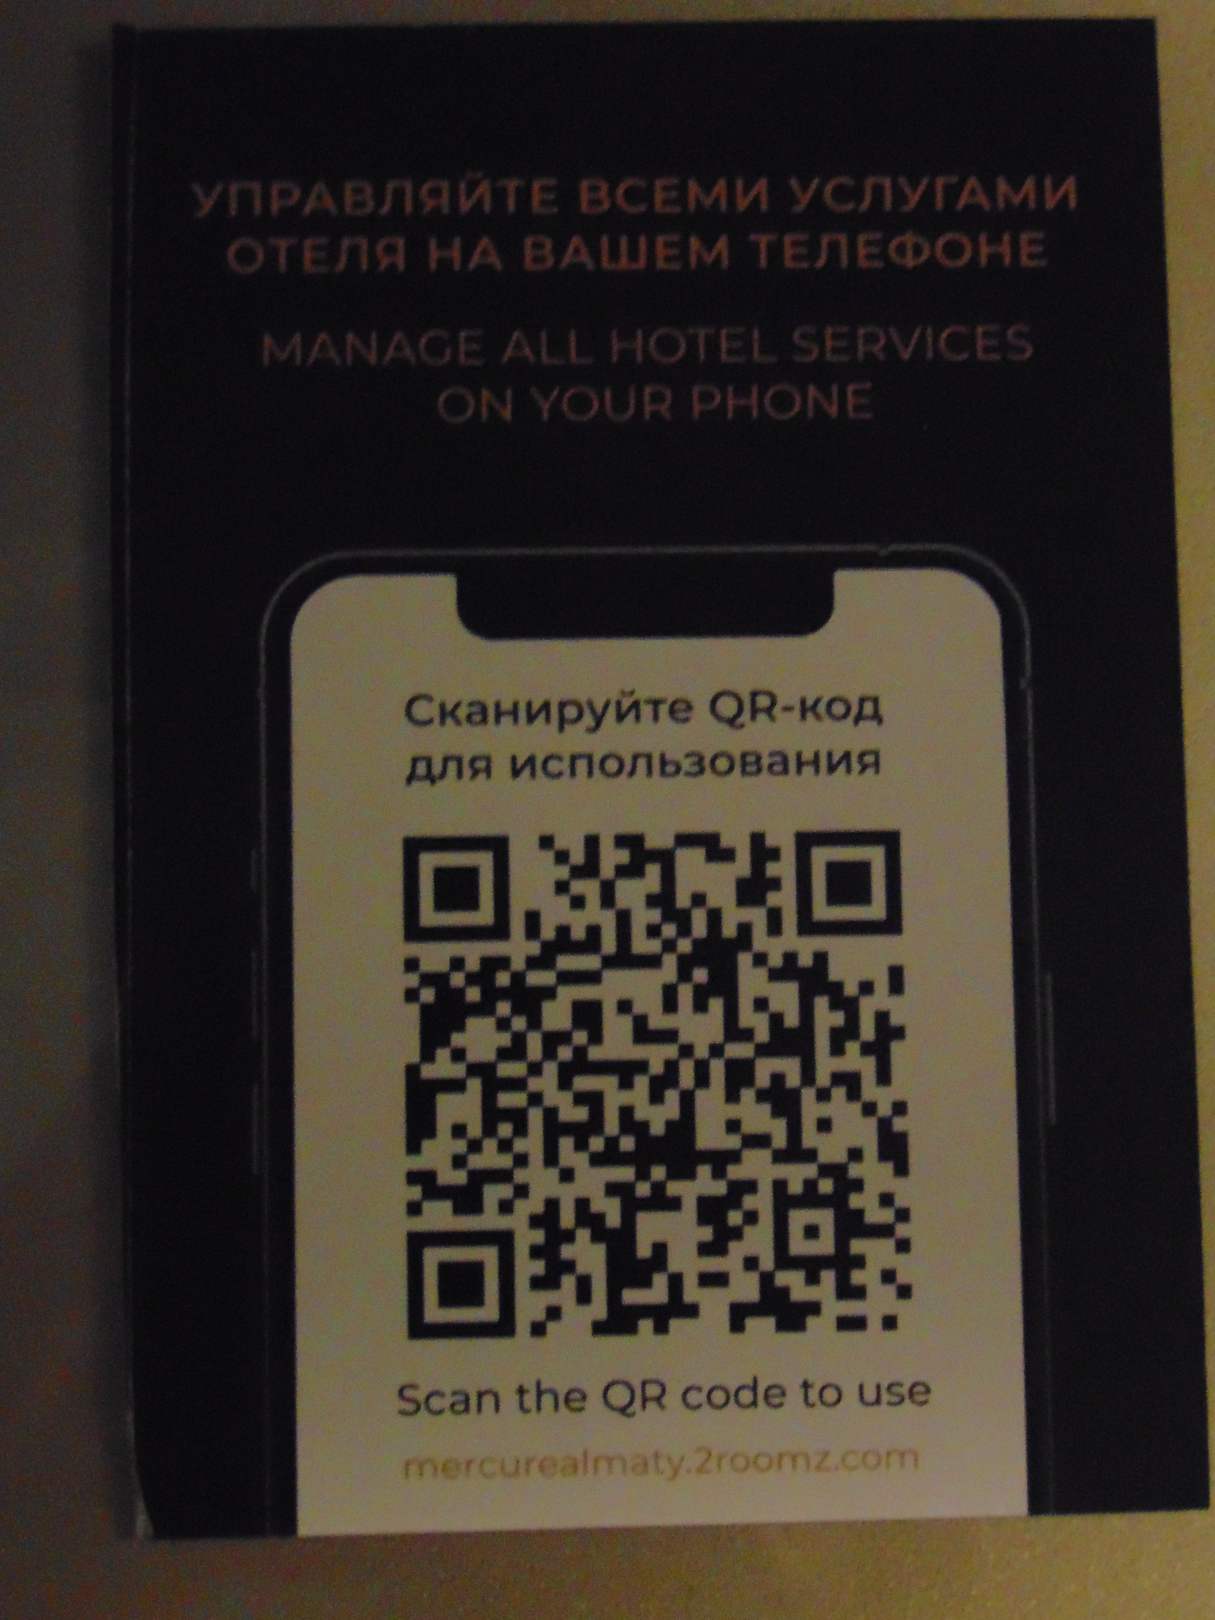 УПРАВЛЯЙТЕ ВСЕМИ УСЛУГАМИ
ОТЕЛЯ НА ВАШЕМ ТЕЛЕФОНЕ
MANAGE ALL HOTEL SERVICES
ON YOUR PHONE
Сканируйте QR-код
для использования
Scan the QR code to use
mercurealmaty.2roomz.com